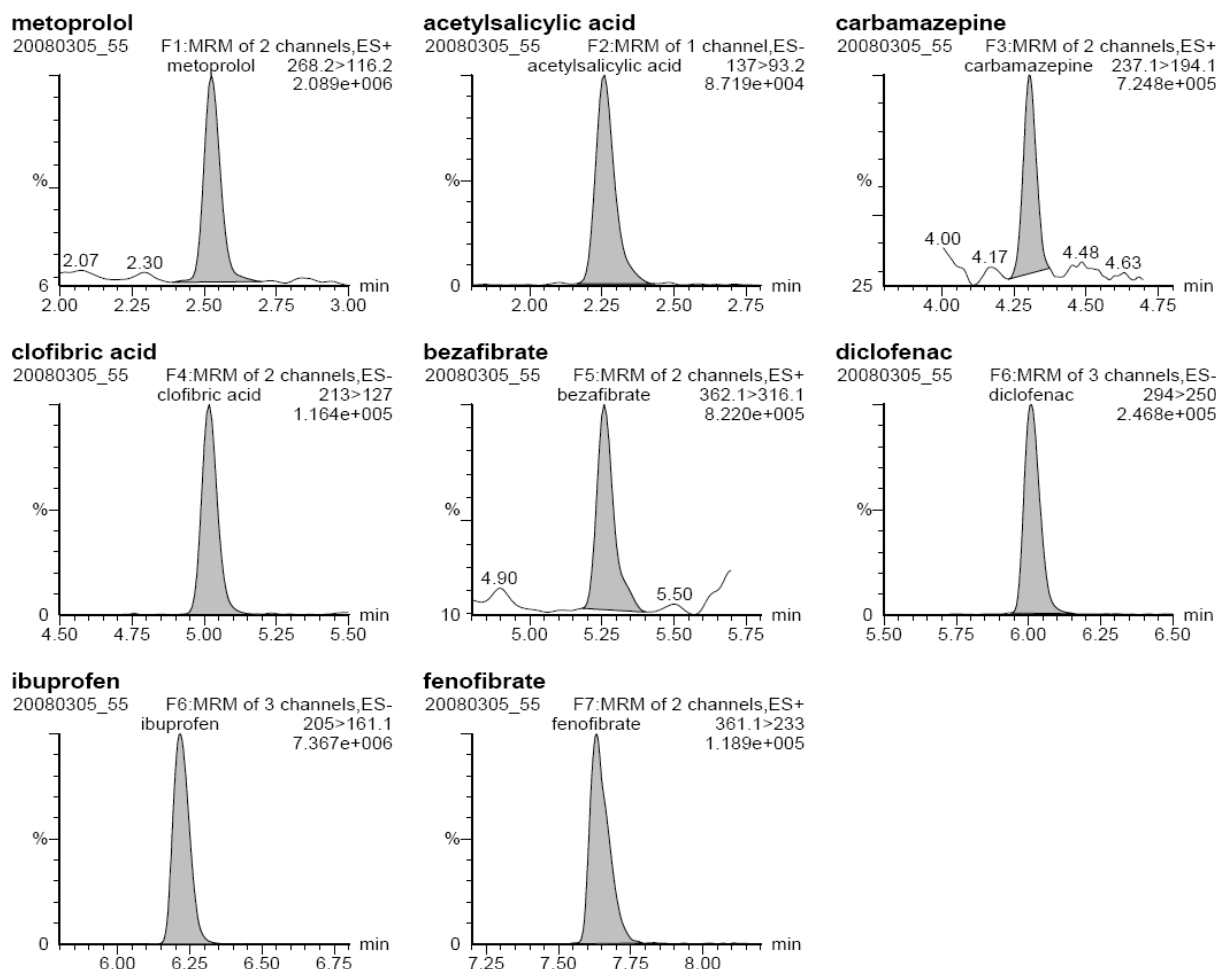 metoprolol
20080305_55 F1:MRM of 2 channels,ES+
metoprolol 268.2>116.2
2.089e+006
%
2.07
2.30
6
min
2.00 2.25 2.50 2.75 3.00
acetylsalicylic acid
20080305_55 F2:MRM of 1 channel,ES-
acetylsalicylic acid 137>93.2
8.719e+004
%
0
min
2.00 2.25 2.50 2.75
carbamazepine
20080305_55 F3:MRM of 2 channels,ES+
carbamazepine 237.1>194.1
7.248e+005
%
4.00
4.17
4.48
4.63
25
min
4.00 4.25 4.50 4.75
clofibric acid
20080305_55 F4:MRM of 2 channels,ES-
clofibric acid 213>127
1.164e+005
%
0
min
4.50 4.75 5.00 5.25 5.50
bezafibrate
20080305_55 F5:MRM of 2 channels,ES+
bezafibrate 362.1>316.1
8.220e+005
%
4.90
5.50
10
min
5.00 5.25 5.50 5.75
diclofenac
20080305_55 F6:MRM of 3 channels,ES-
diclofenac 294>250
2.468e+005
%
0
min
5.50 5.75 6.00 6.25 6.50
ibuprofen
20080305_55 F6:MRM of 3 channels,ES-
ibuprofen 205>161.1
7.367e+006
%
0
min
6.00 6.25 6.50 6.75
fenofibrate
20080305_55 F7:MRM of 2 channels,ES+
fenofibrate 361.1>233
1.189e+005
%
0
min
7.25 7.50 7.75 8.00